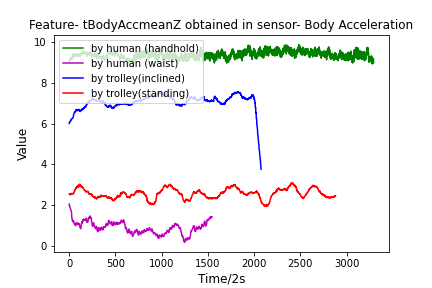 Feature- tBodyAccmeanZ obtained in sensor- Body Acceleration
10
8
6
4
2
0
Value
by human (handhold)
by human (waist)
by trolley(inclined)
by trolley(standing)
0 500 1000 1500 2000 2500 3000
Time/2s